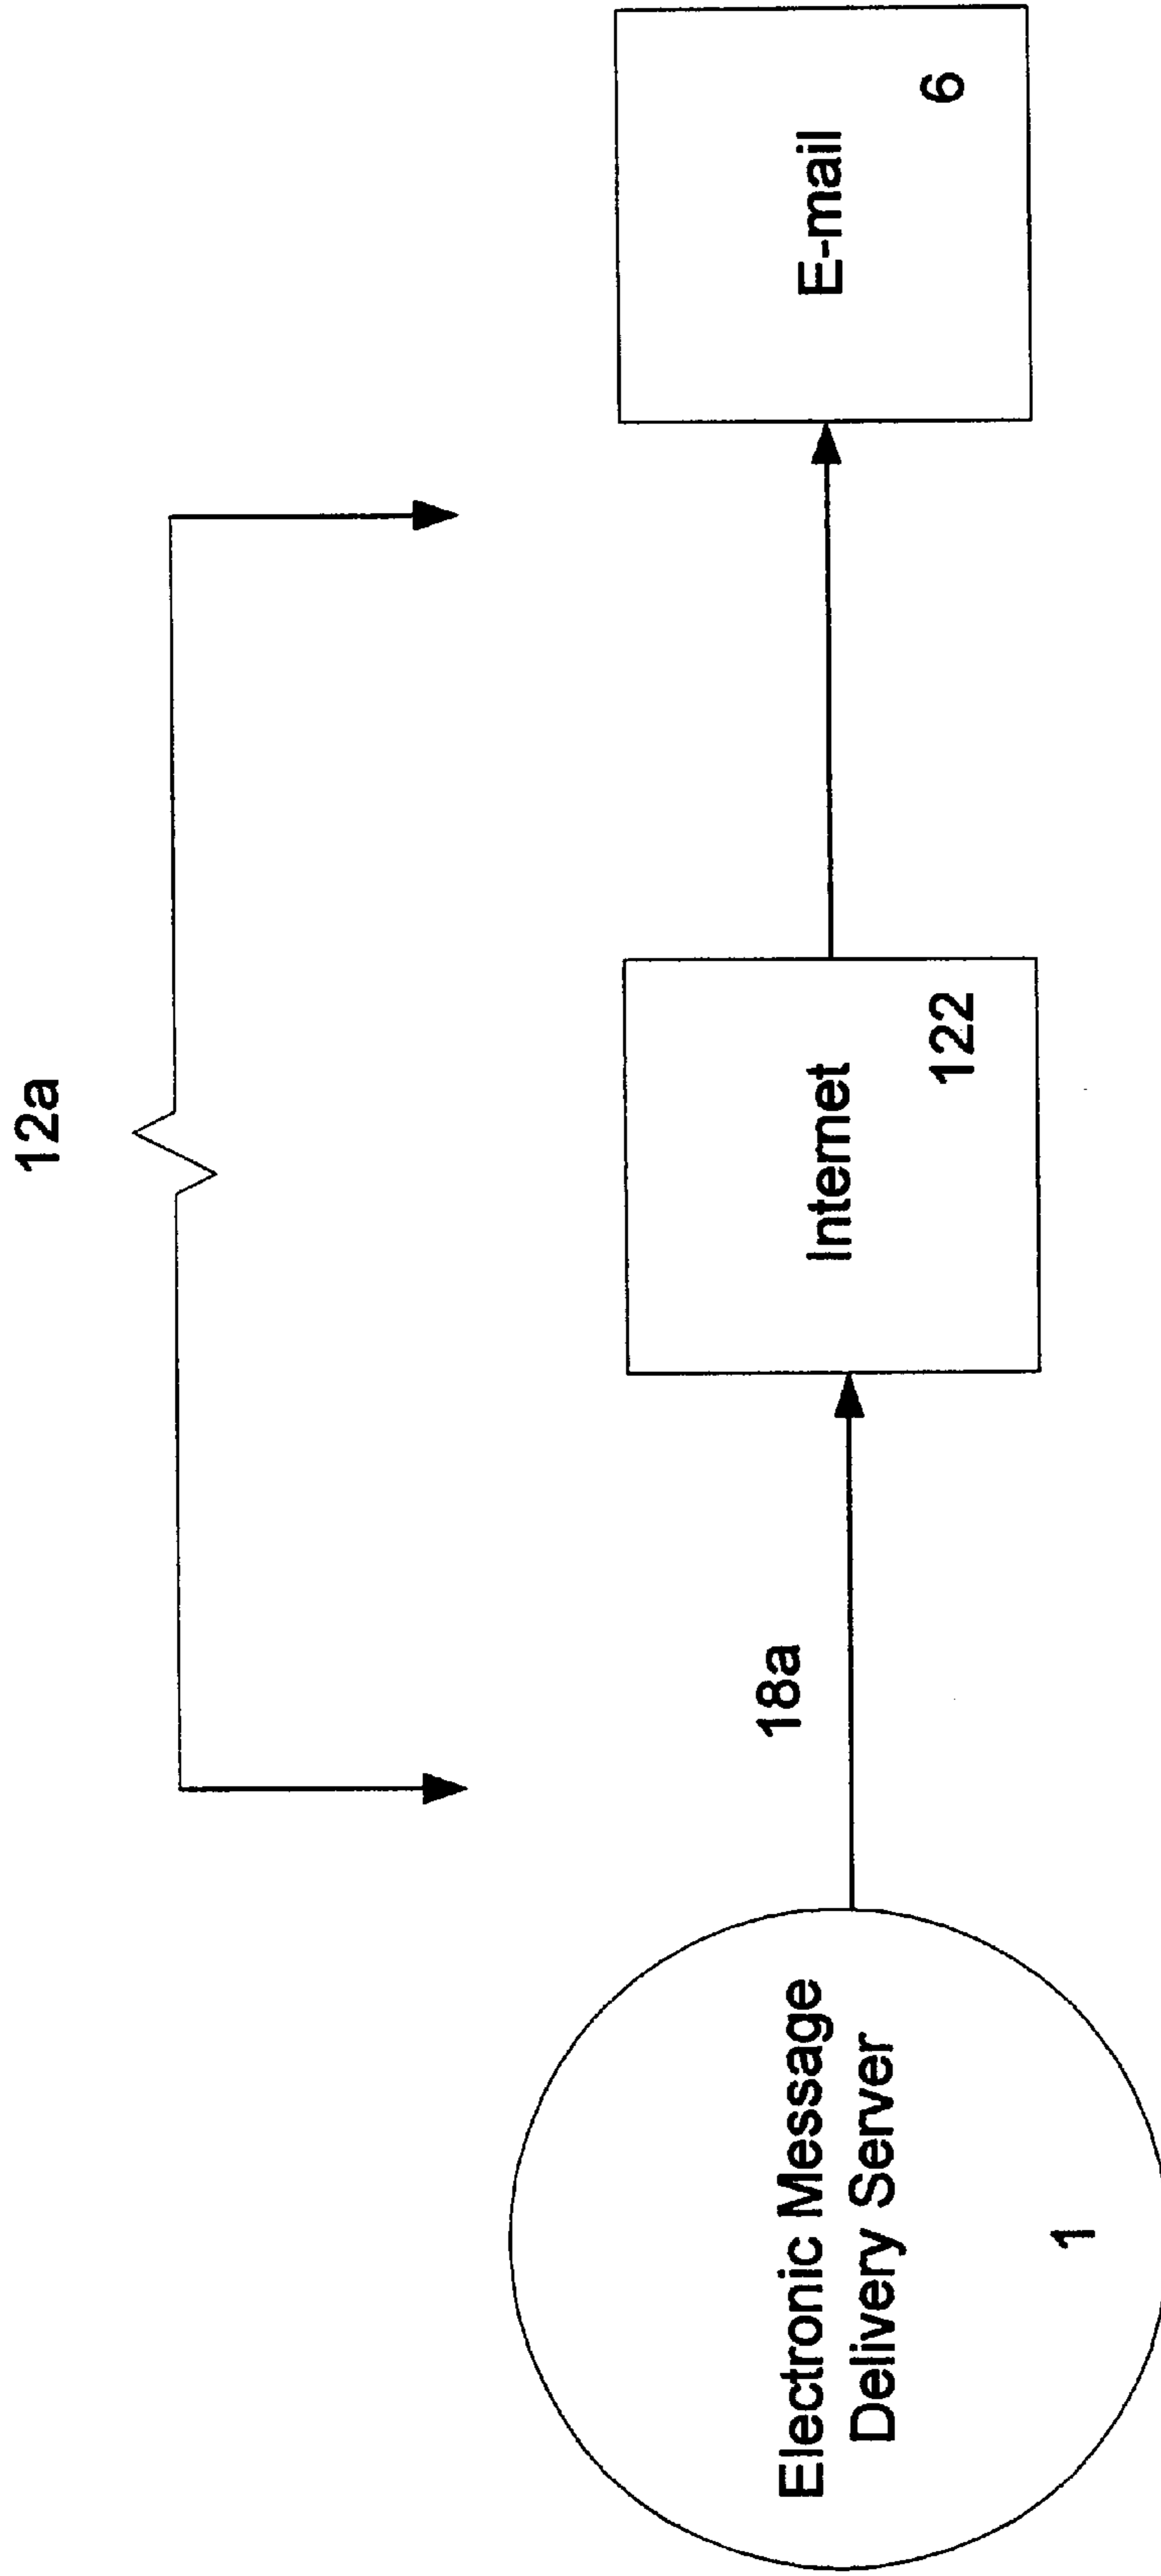 12a
Electronic Message
Delivery Server
1
18a
Internet
122
E-mail
6